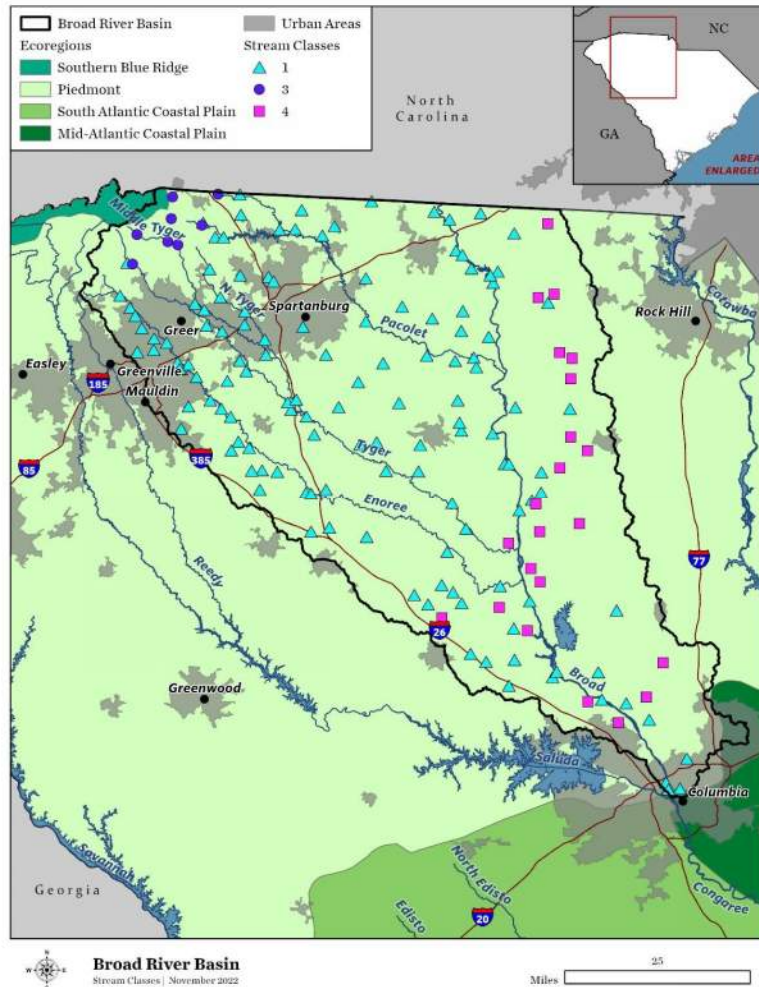 Broad River Basin
Urban Areas
Ecoregions
Stream Classes
Southern Blue Ridge
1
Piedmont
3
South Atlantic Coastal Plain
4
Mid-Atlantic Coastal Plain
NC
GA
AREA
ENLARGED
North
Carolina
Middle Tyger
N. Tyger
Spartanburg
Pacolet
Catawba
Rock Hill
Greer
Easley
Greenville
185
Mauldin
85
385
Tyger
Enoree
Reedy
77
26
Greenwood
Broad
Saluda
Columbia
Savannah
Georgia
North Edisto
Edisto
20
Congaree
Broad River Basin
Stream Classes | November 2022
N
W
E
S
25
Miles